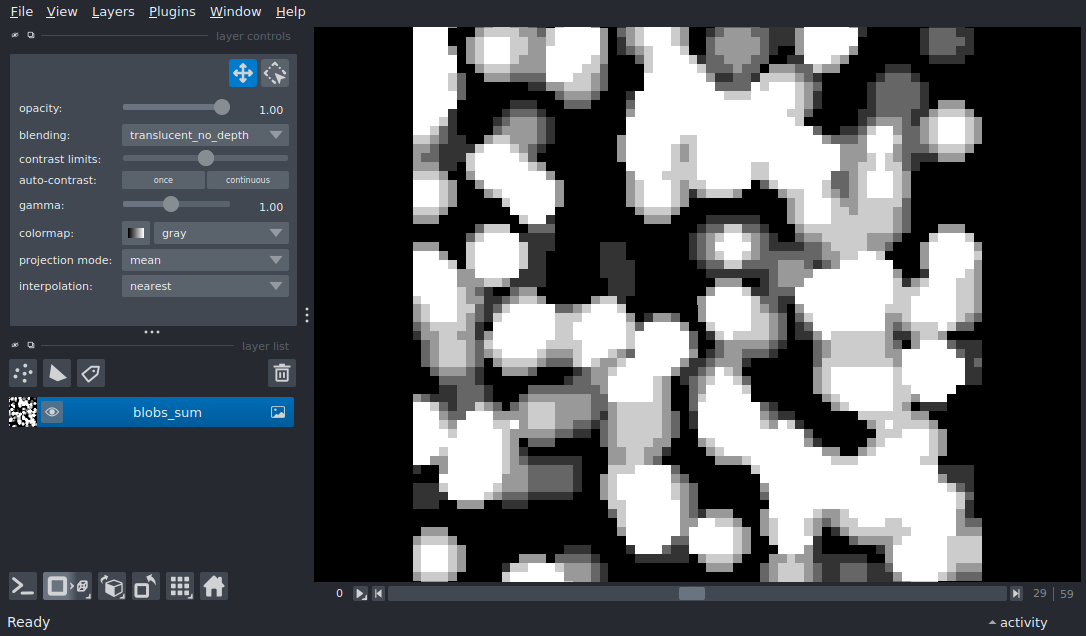 File View Layers Plugins Window Help
layer controls
opacity: 1.00
blending: translucent_no_depth
contrast limits:
auto-contrast: once continuous
gamma: 1.00
colormap: gray
projection mode: mean
interpolation: nearest
layer list
blobs_sum
0 29 59
Ready activity